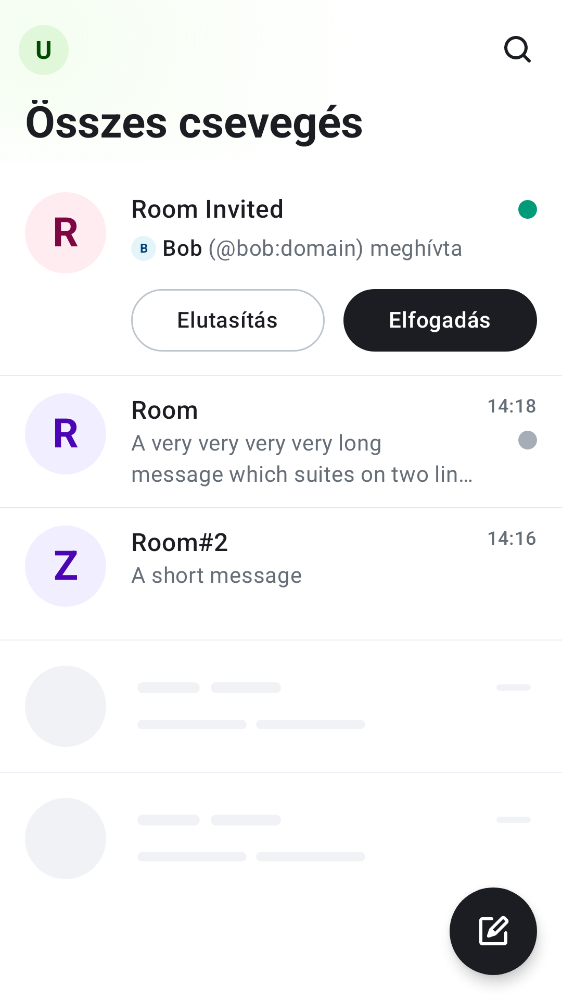 U
Összes csevegés
R
Room Invited
B Bob (@bob:domain) meghívta
Elutasítás
Elfogadás
R
Room
14:18
A very very very very long
message which suites on two lin…
Z
Room#2
14:16
A short message